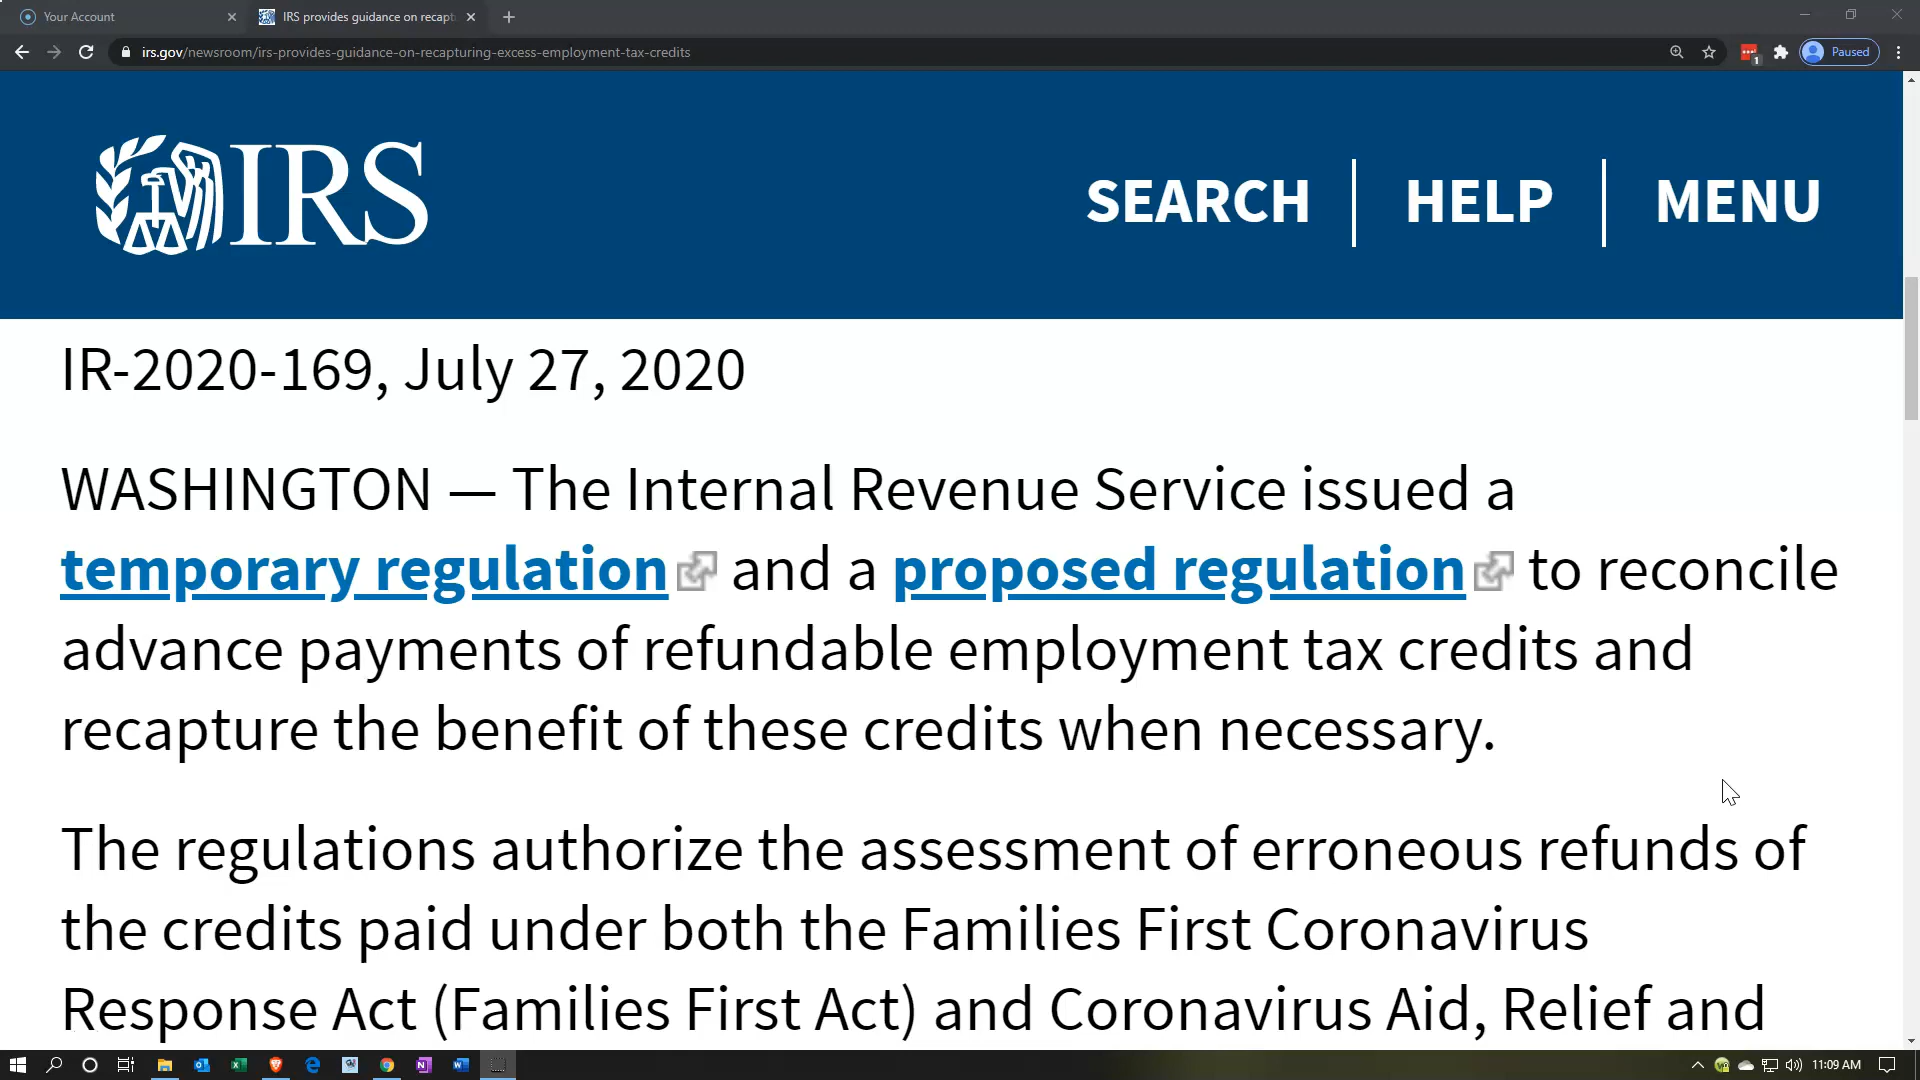 Your Account
IRS provides guidance on recapt
irs.gov/newsroom/irs-provides-guidance-on-recapturing-excess-employment-tax-credits
1
Paused
IRS
SEARCH
HELP
MENU
IR-2020-169, July 27, 2020
WASHINGTON — The Internal Revenue Service issued a
temporary regulation and a proposed regulation to reconcile
advance payments of refundable employment tax credits and
recapture the benefit of these credits when necessary.
The regulations authorize the assessment of erroneous refunds of
the credits paid under both the Families First Coronavirus
Response Act (Families First Act) and Coronavirus Aid, Relief and
11:09 AM